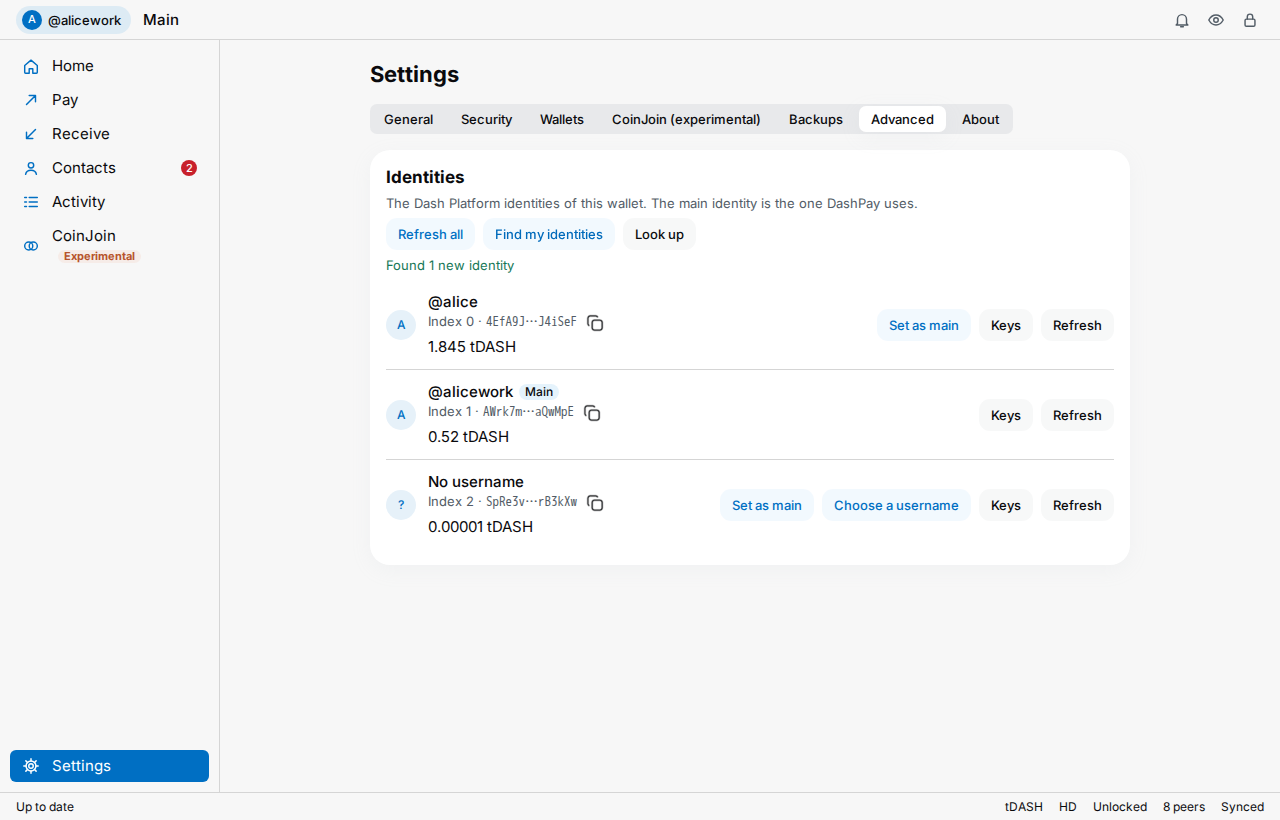 A @alicework Main
Home
Pay
Receive
Contacts 2
Activity
CoinJoin
Experimental
Settings
Settings
General Security Wallets CoinJoin (experimental) Backups Advanced About
Identities
The Dash Platform identities of this wallet. The main identity is the one DashPay uses.
Refresh all Find my identities Look up
Found 1 new identity
A @alice
Index 0 · 4EfA9J···J4iSeF
1.845 tDASH
Set as main Keys Refresh
A @alicework Main
Index 1 · AWrk7m···aQwMpE
0.52 tDASH
Keys Refresh
? No username
Index 2 · SpRe3v···rB3kXw
0.00001 tDASH
Set as main Choose a username Keys Refresh
Up to date tDASH HD Unlocked 8 peers Synced